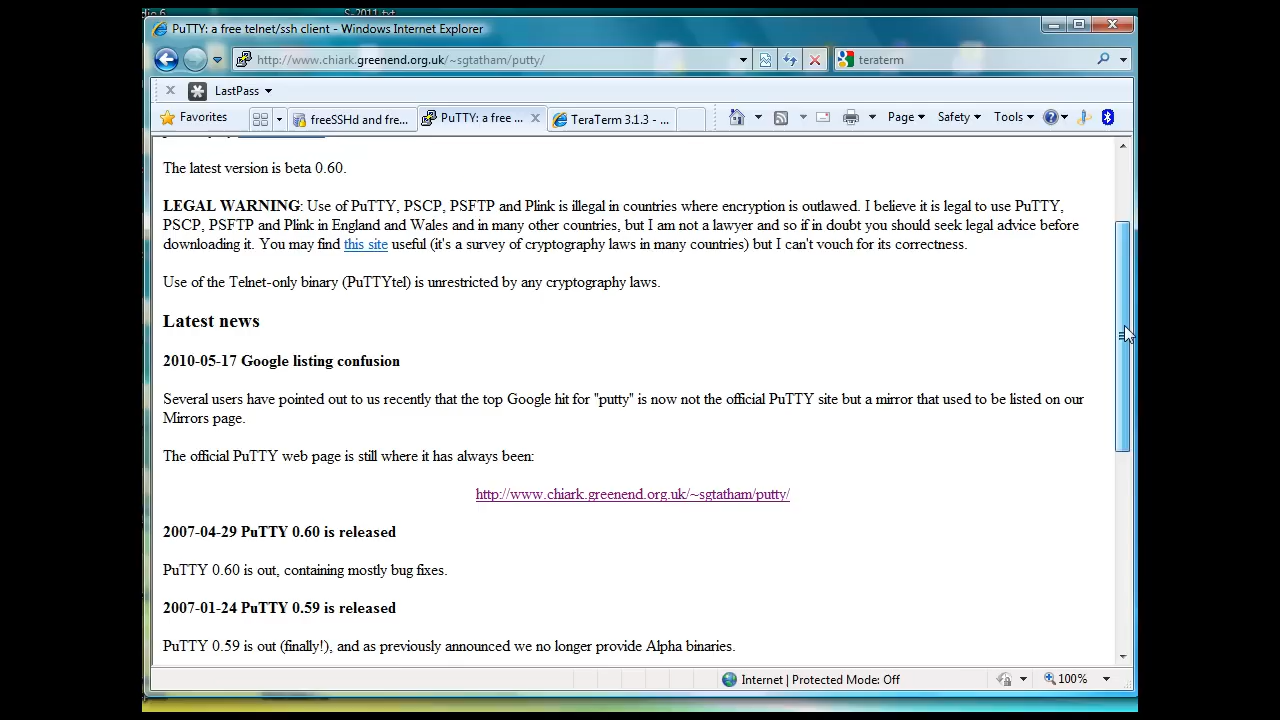 S-2011.txt
PuTTY: a free telnet/ssh client - Windows Internet Explorer
http://www.chiark.greenend.org.uk/~sgtatham/putty/
teraterm
LastPass
Favorites
freeSSHd and fre...
PuTTY: a free ...
TeraTerm 3.1.3 - ...
Page
Safety
Tools
The latest version is beta 0.60.
LEGAL WARNING: Use of PuTTY, PSCP, PSFTP and Plink is illegal in countries where encryption is outlawed. I believe it is legal to use PuTTY,
PSCP, PSFTP and Plink in England and Wales and in many other countries, but I am not a lawyer and so if in doubt you should seek legal advice before
downloading it. You may find this site useful (it's a survey of cryptography laws in many countries) but I can't vouch for its correctness.
Use of the Telnet-only binary (PuTTYtel) is unrestricted by any cryptography laws.
Latest news
2010-05-17 Google listing confusion
Several users have pointed out to us recently that the top Google hit for "putty" is now not the official PuTTY site but a mirror that used to be listed on our
Mirrors page.
The official PuTTY web page is still where it has always been:
http://www.chiark.greenend.org.uk/~sgtatham/putty/
2007-04-29 PuTTY 0.60 is released
PuTTY 0.60 is out, containing mostly bug fixes.
2007-01-24 PuTTY 0.59 is released
PuTTY 0.59 is out (finally!), and as previously announced we no longer provide Alpha binaries.
Internet | Protected Mode: Off
100%